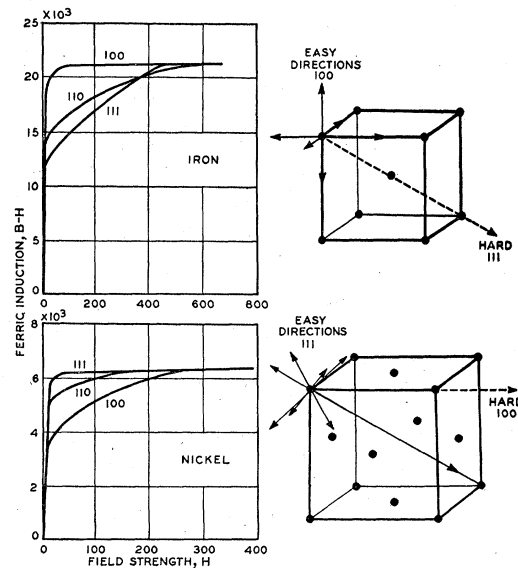 X10³
25
20
15
10
5
0
0 200 400 600 800
100
110
111
IRON
FERRIC INDUCTION, B-H
EASY
DIRECTIONS
100
HARD
111
X10³
8
6
4
2
0
0 100 200 300 400
111
110
100
NICKEL
FIELD STRENGTH, H
EASY
DIRECTIONS
111
HARD
100